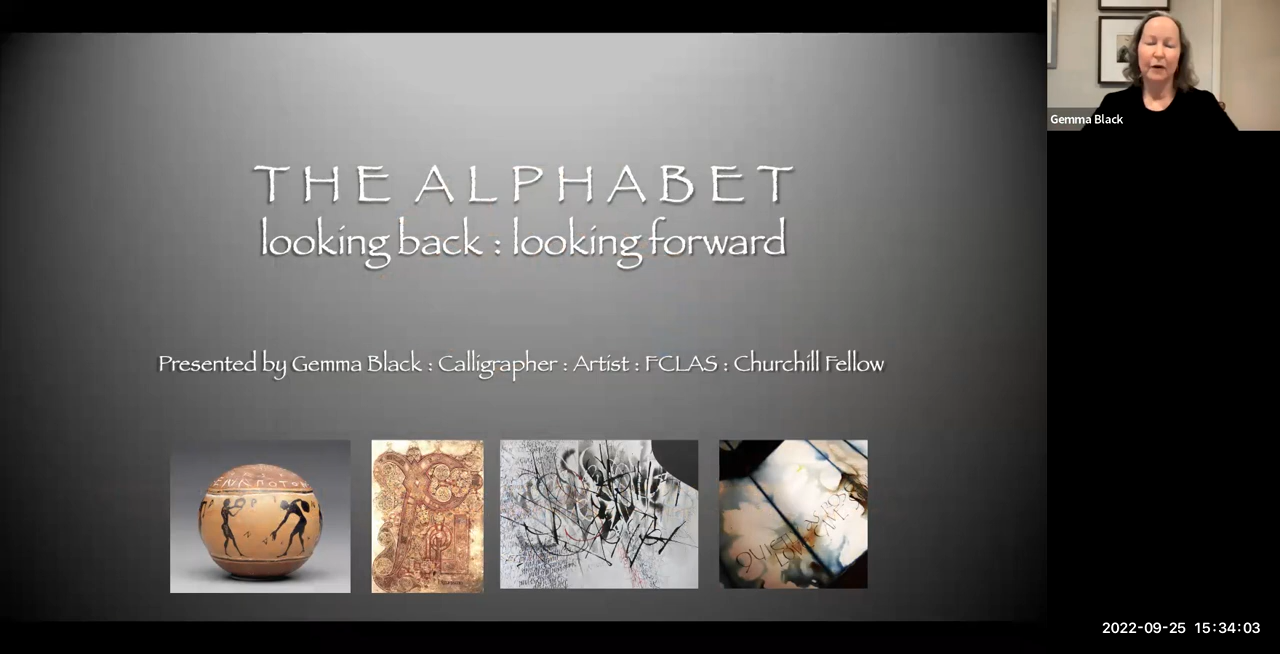 THE ALPHABET
looking back : looking forward
Presented by Gemma Black : Calligrapher : Artist : FCLAS : Churchill Fellow
Gemma Black
2022-09-25 15:34:03